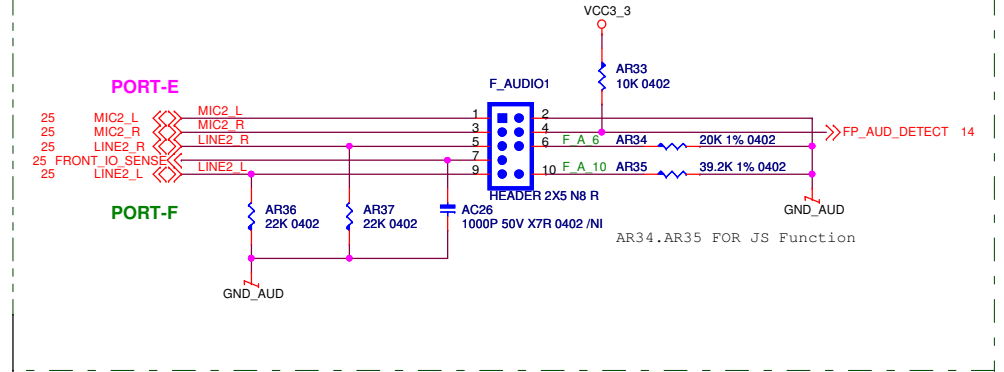 VCC3_3
AR33
10K 0402
F_AUDIO1
PORT-E
25 MIC2_L MIC2_L 1 2
25 MIC2_R MIC2_R 3 4 FP_AUD_DETECT 14
25 LINE2_R LINE2_R 5 6 F_A_6 AR34 20K 1% 0402
25 FRONT_IO_SENSE 7
25 LINE2_L LINE2_L 9 10 F_A_10 AR35 39.2K 1% 0402
HEADER 2X5 N8 R
PORT-F
AR36
22K 0402
AR37
22K 0402
AC26
1000P 50V X7R 0402 /NI
GND_AUD
AR34.AR35 FOR JS Function
GND_AUD